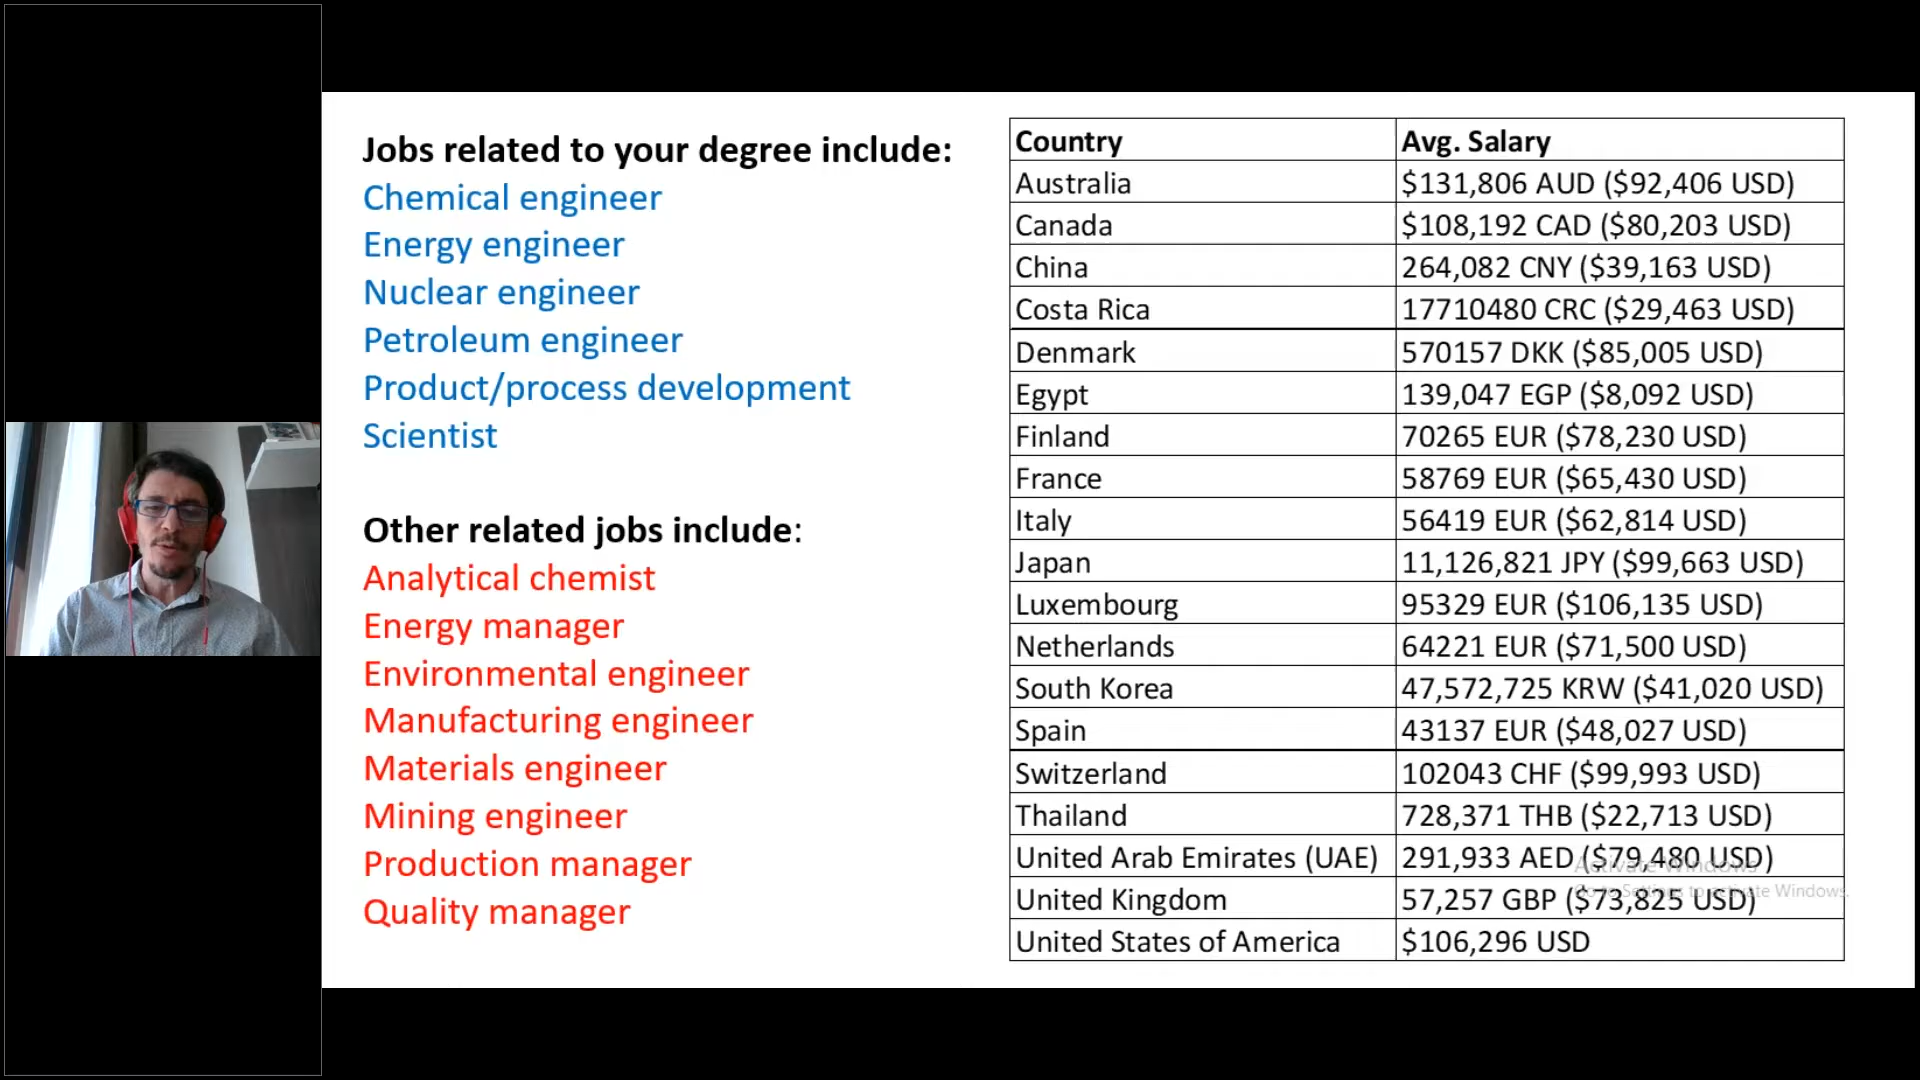 Jobs related to your degree include:
Chemical engineer
Energy engineer
Nuclear engineer
Petroleum engineer
Product/process development
Scientist
Other related jobs include:
Analytical chemist
Energy manager
Environmental engineer
Manufacturing engineer
Materials engineer
Mining engineer
Production manager
Quality manager
Country Avg. Salary
Australia $131,806 AUD ($92,406 USD)
Canada $108,192 CAD ($80,203 USD)
China 264,082 CNY ($39,163 USD)
Costa Rica 17710480 CRC ($29,463 USD)
Denmark 570157 DKK ($85,005 USD)
Egypt 139,047 EGP ($8,092 USD)
Finland 70265 EUR ($78,230 USD)
France 58769 EUR ($65,430 USD)
Italy 56419 EUR ($62,814 USD)
Japan 11,126,821 JPY ($99,663 USD)
Luxembourg 95329 EUR ($106,135 USD)
Netherlands 64221 EUR ($71,500 USD)
South Korea 47,572,725 KRW ($41,020 USD)
Spain 43137 EUR ($48,027 USD)
Switzerland 102043 CHF ($99,993 USD)
Thailand 728,371 THB ($22,713 USD)
United Arab Emirates (UAE) 291,933 AED ($79,480 USD)
United Kingdom 57,257 GBP ($73,825 USD)
United States of America $106,296 USD
Activate Windows
Go to Settings to activate Windows.